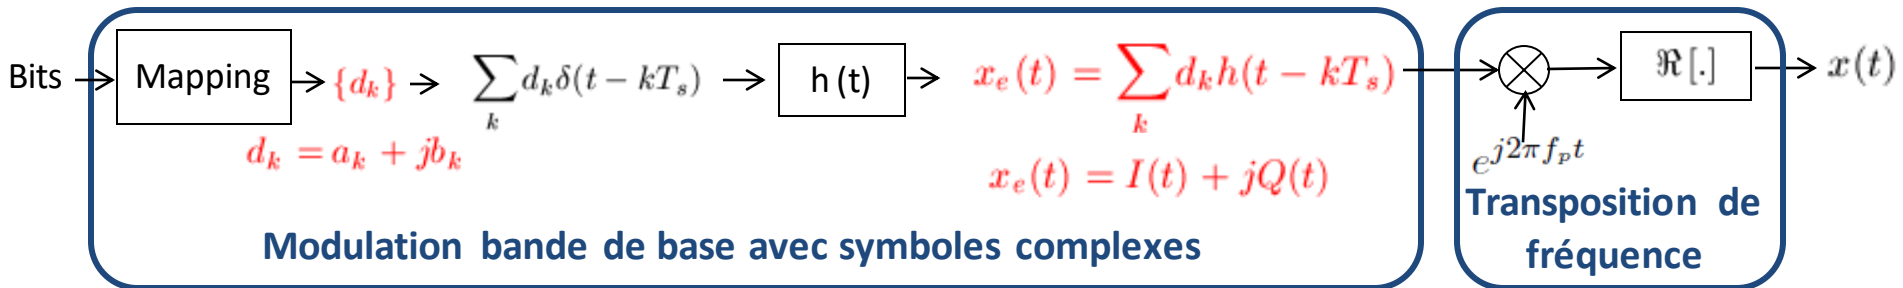 Bits → Mapping → {d_k} → ∑_k d_k δ(t − kT_s) → h (t) → x_e(t) = ∑_k d_k h(t − kT_s) → ⊗ → ℜ[.] → x(t)
d_k = a_k + jb_k
x_e(t) = I(t) + jQ(t)
e^{j2πf_p t}
Modulation bande de base avec symboles complexes
Transposition de
fréquence